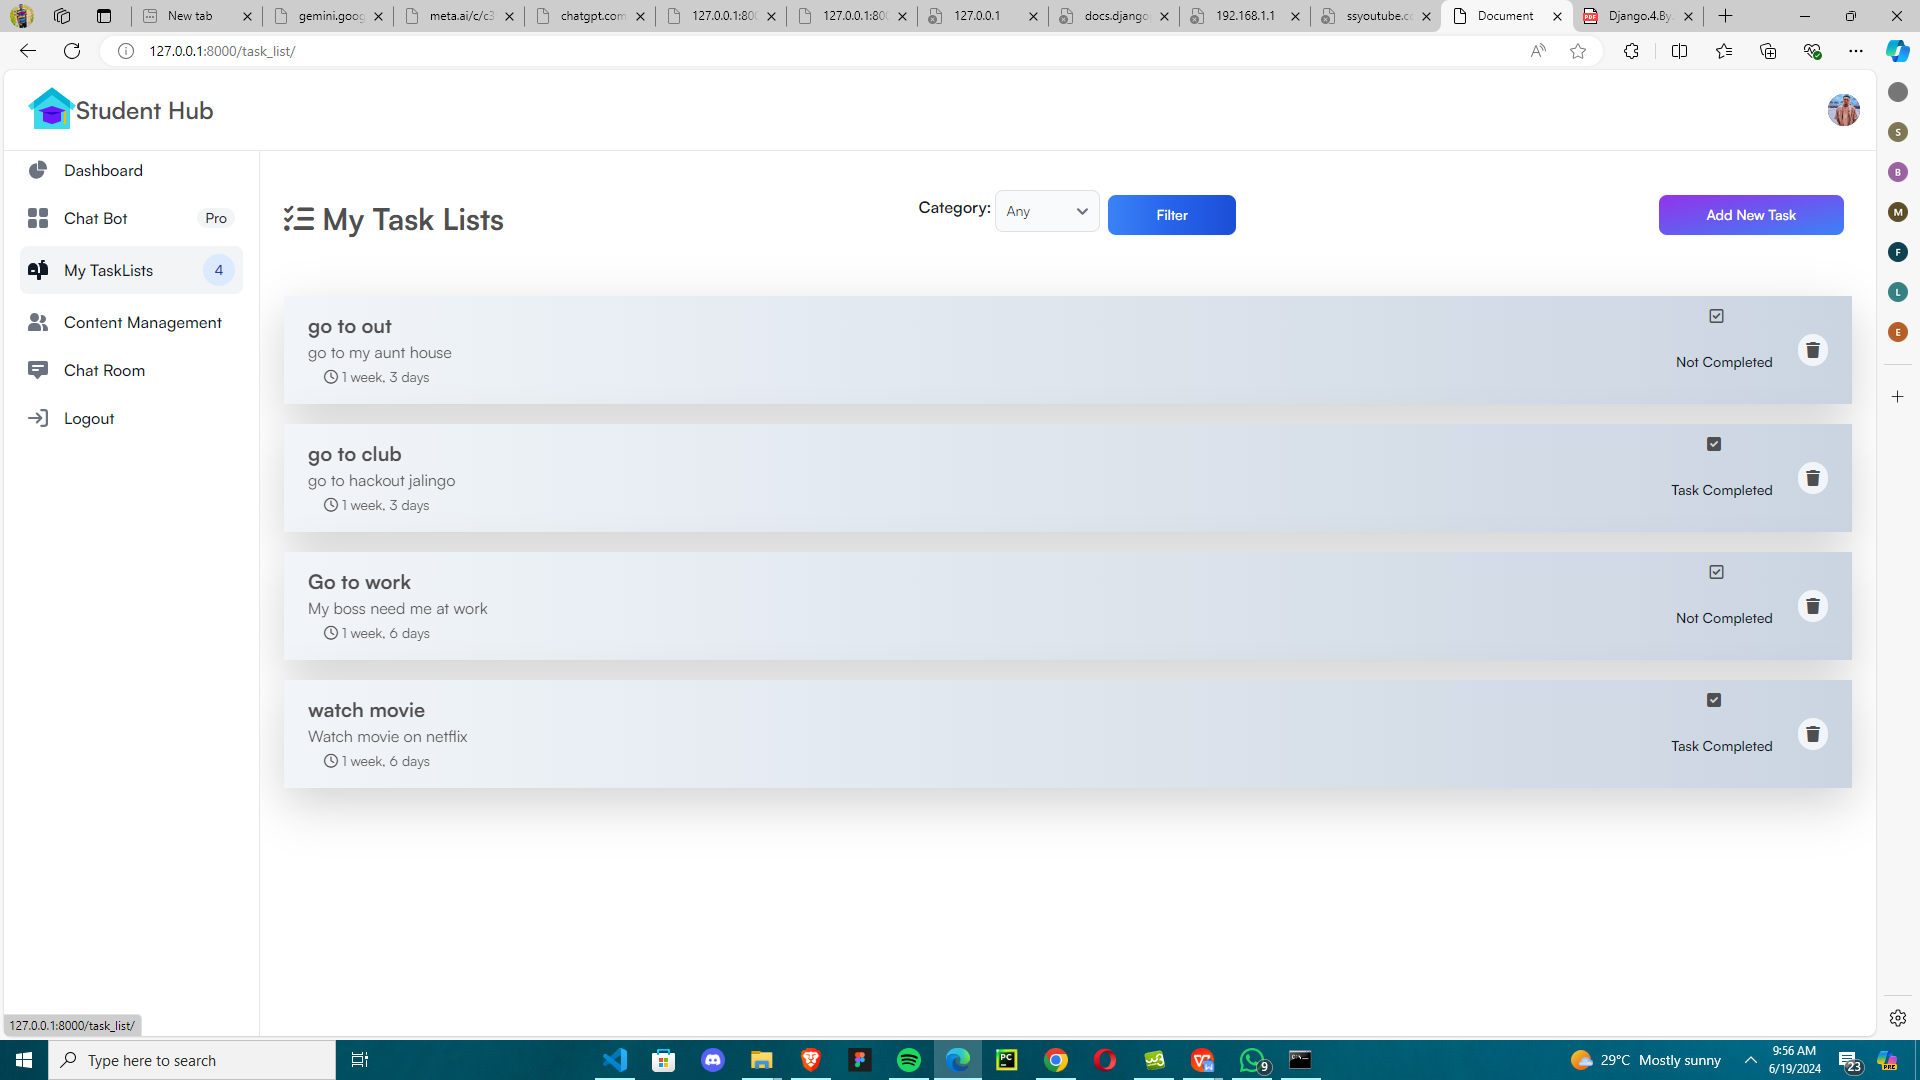 New tab
gemini.goog
meta.ai/c/c3
chatgpt.com
127.0.0.1:800
127.0.0.1:800
127.0.0.1
docs.django
192.168.1.1
ssyoutube.co
Document
Django.4.By.
127.0.0.1:8000/task_list/
Student Hub
Dashboard
Chat Bot
Pro
My TaskLists
4
Content Management
Chat Room
Logout
My Task Lists
Category:
Any
Filter
Add New Task
go to out
go to my aunt house
1 week, 3 days
Not Completed
go to club
go to hackout jalingo
1 week, 3 days
Task Completed
Go to work
My boss need me at work
1 week, 6 days
Not Completed
watch movie
Watch movie on netflix
1 week, 6 days
Task Completed
S
B
M
F
L
E
127.0.0.1:8000/task_list/
Type here to search
PC
9
29°C Mostly sunny
9:56 AM
6/19/2024
23
PRE